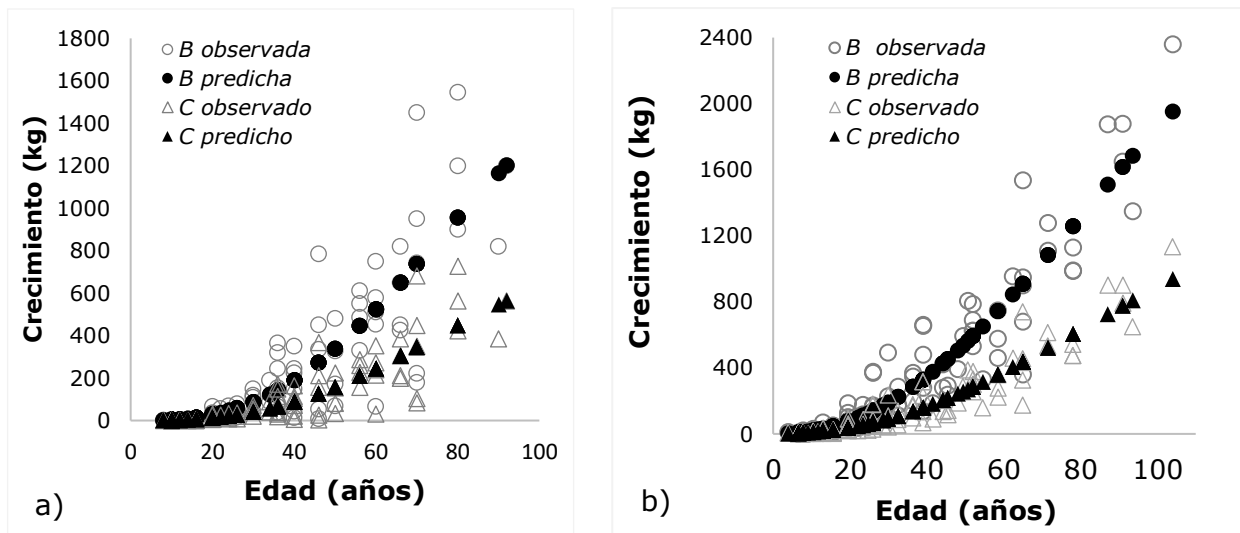 Crecimiento (kg)
1800
1600
1400
1200
1000
800
600
400
200
0
B observada
B predicha
C observado
C predicho
0
20
40
60
80
100
Edad (años)
a)
Crecimiento (kg)
2400
2000
1600
1200
800
400
0
B observada
B predicha
C observado
C predicho
0
20
40
60
80
100
Edad (años)
b)